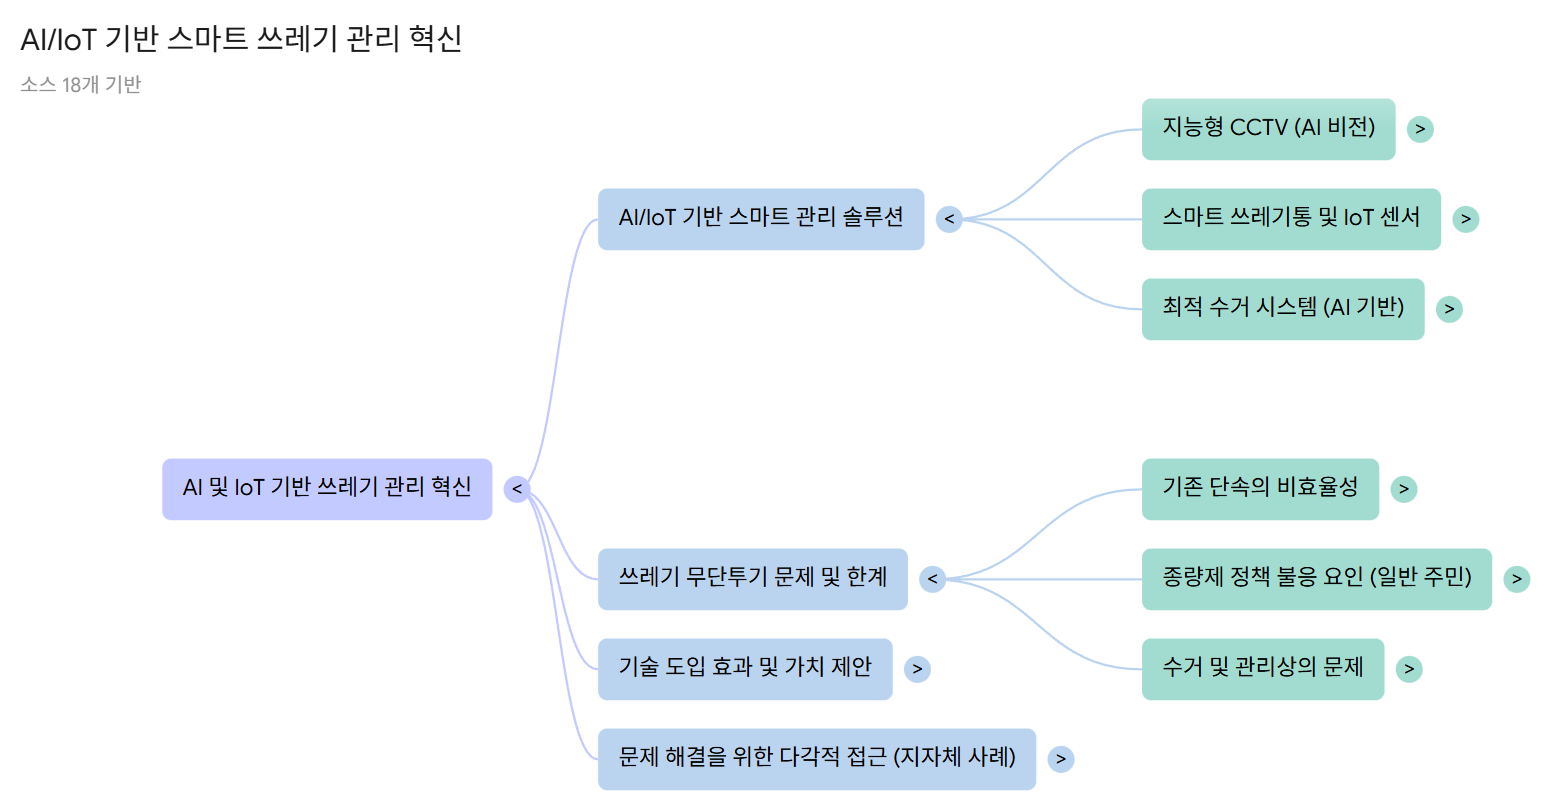 AI/IoT 기반 스마트 쓰레기 관리 혁신
소스 18개 기반
AI 및 IoT 기반 쓰레기 관리 혁신
<
AI/IoT 기반 스마트 관리 솔루션
<
지능형 CCTV (AI 비전)
>
스마트 쓰레기통 및 IoT 센서
>
최적 수거 시스템 (AI 기반)
>
쓰레기 무단투기 문제 및 한계
<
기존 단속의 비효율성
>
종량제 정책 불응 요인 (일반 주민)
>
수거 및 관리상의 문제
>
기술 도입 효과 및 가치 제안
>
문제 해결을 위한 다각적 접근 (지자체 사례)
>